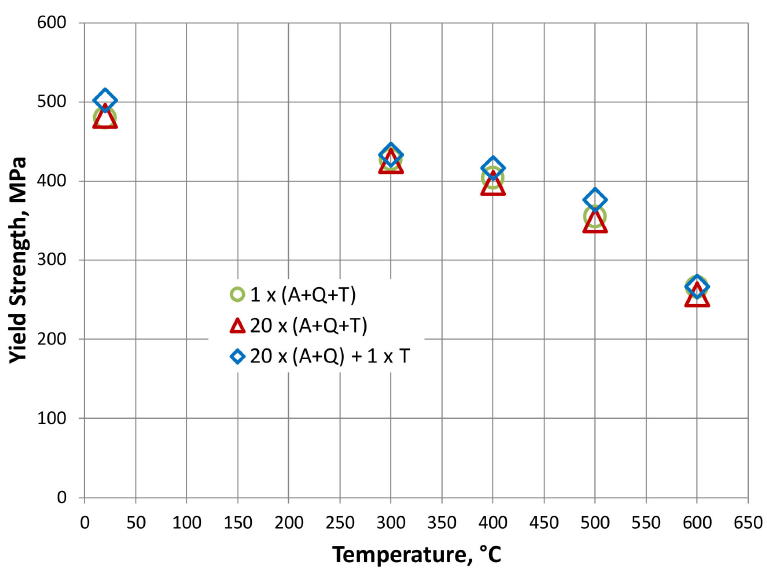 600
500
400
300
200
100
0
Yield Strength, MPa
1 x (A+Q+T)
20 x (A+Q+T)
20 x (A+Q) + 1 x T
0 50 100 150 200 250 300 350 400 450 500 550 600 650
Temperature, °C